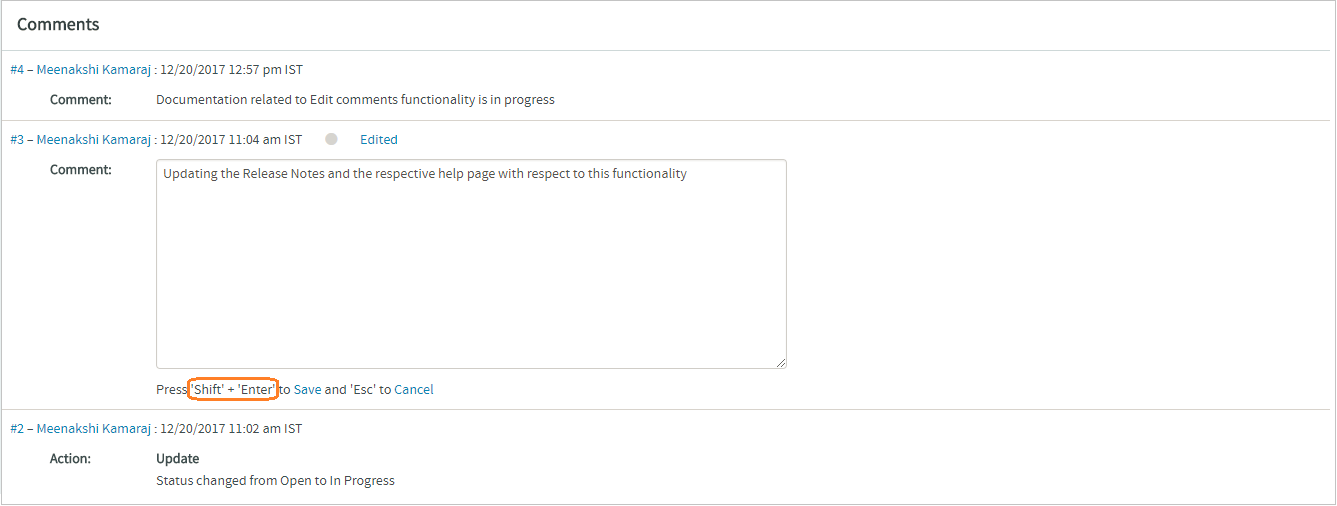 Comments
#4 – Meenakshi Kamaraj : 12/20/2017 12:57 pm IST
Comment: Documentation related to Edit comments functionality is in progress
#3 – Meenakshi Kamaraj : 12/20/2017 11:04 am IST Edited
Comment: Updating the Release Notes and the respective help page with respect to this functionality
Press 'Shift' + 'Enter' to Save and 'Esc' to Cancel
#2 – Meenakshi Kamaraj : 12/20/2017 11:02 am IST
Action: Update
Status changed from Open to In Progress